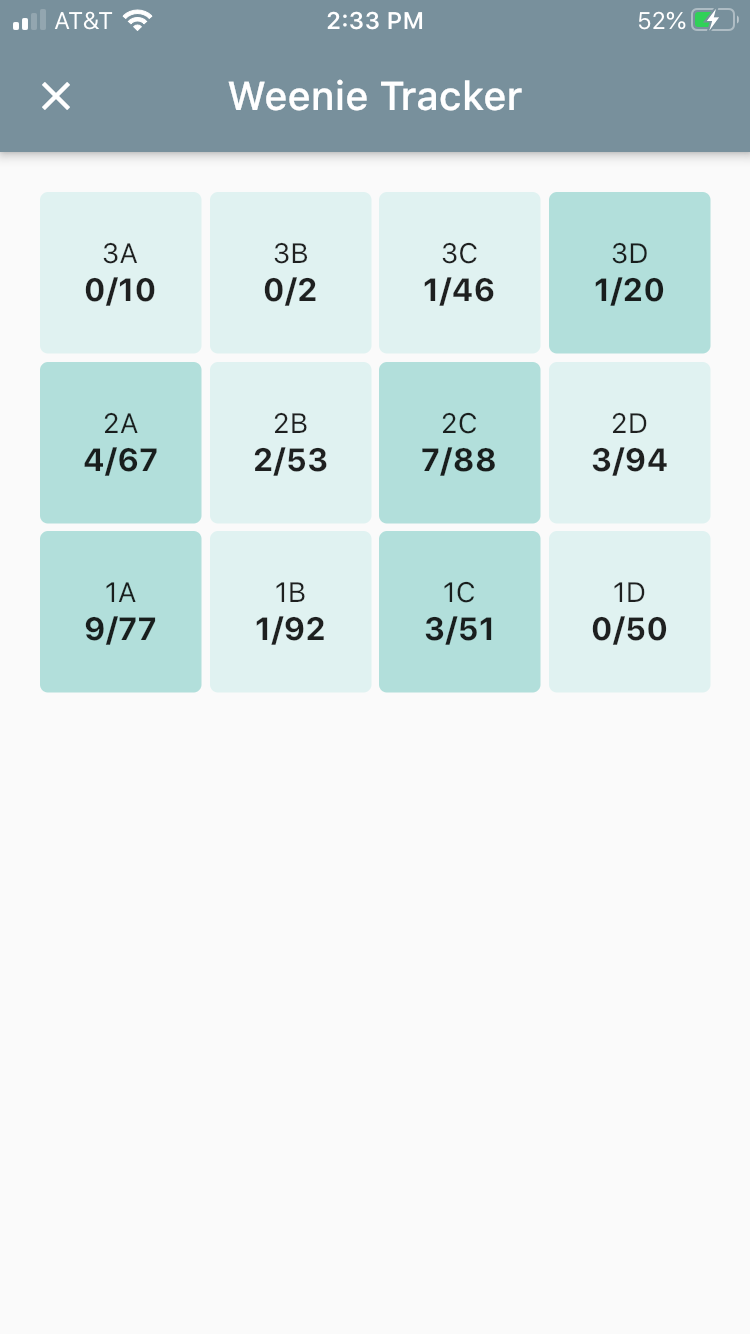 AT&T 2:33 PM 52%
Weenie Tracker
3A 3B 3C 3D
0/10 0/2 1/46 1/20
2A 2B 2C 2D
4/67 2/53 7/88 3/94
1A 1B 1C 1D
9/77 1/92 3/51 0/50